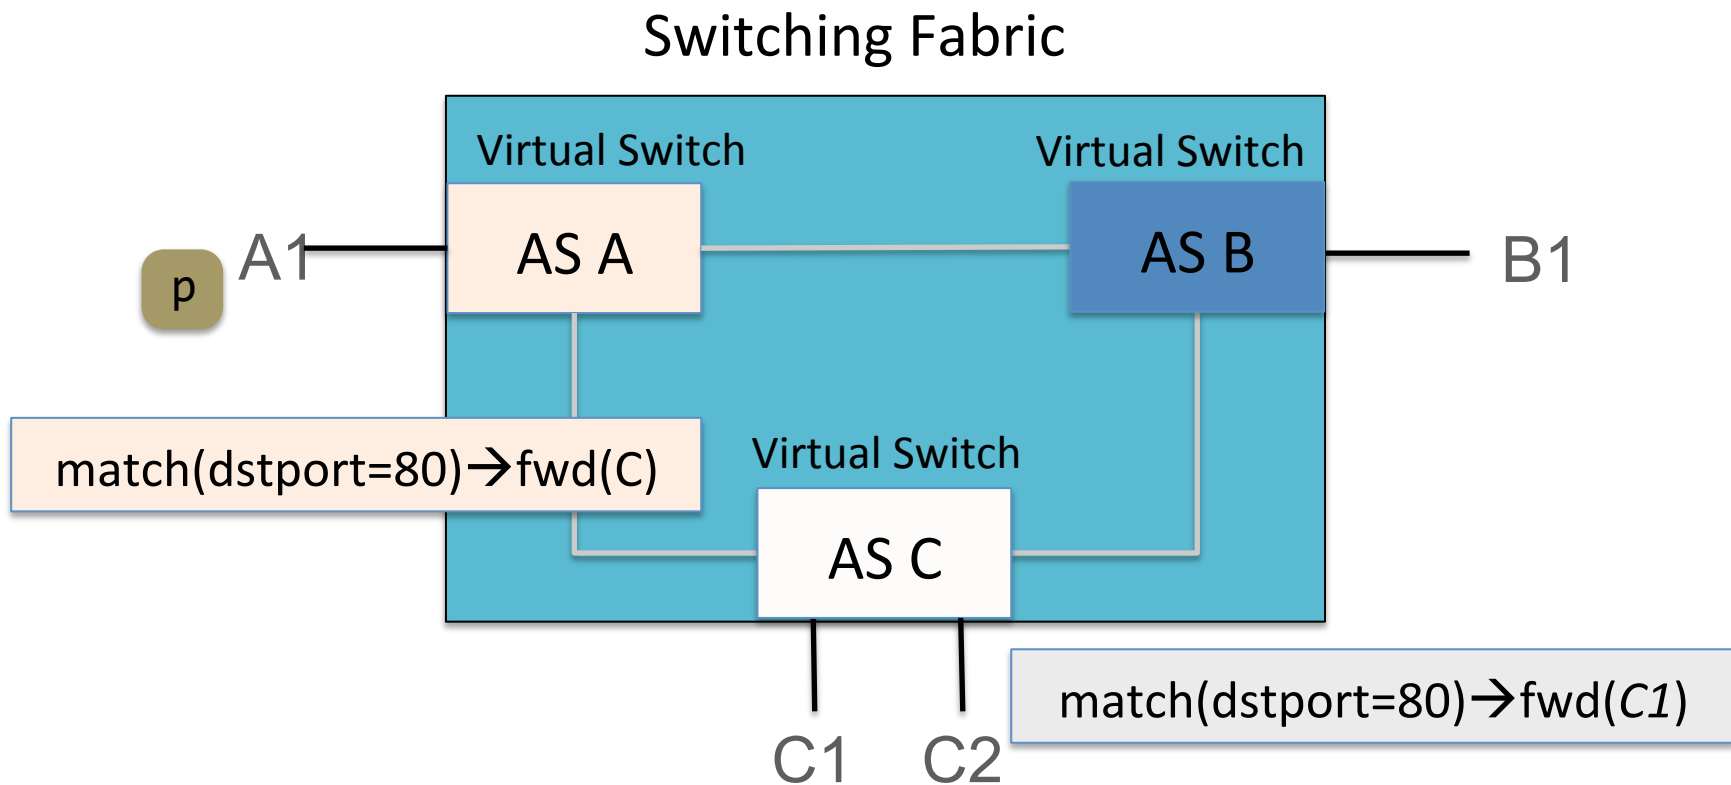 Switching Fabric
Virtual Switch
Virtual Switch
A1
AS A
AS B
B1
p
match(dstport=80)→fwd(C)
Virtual Switch
AS C
match(dstport=80)→fwd(C1)
C1
C2